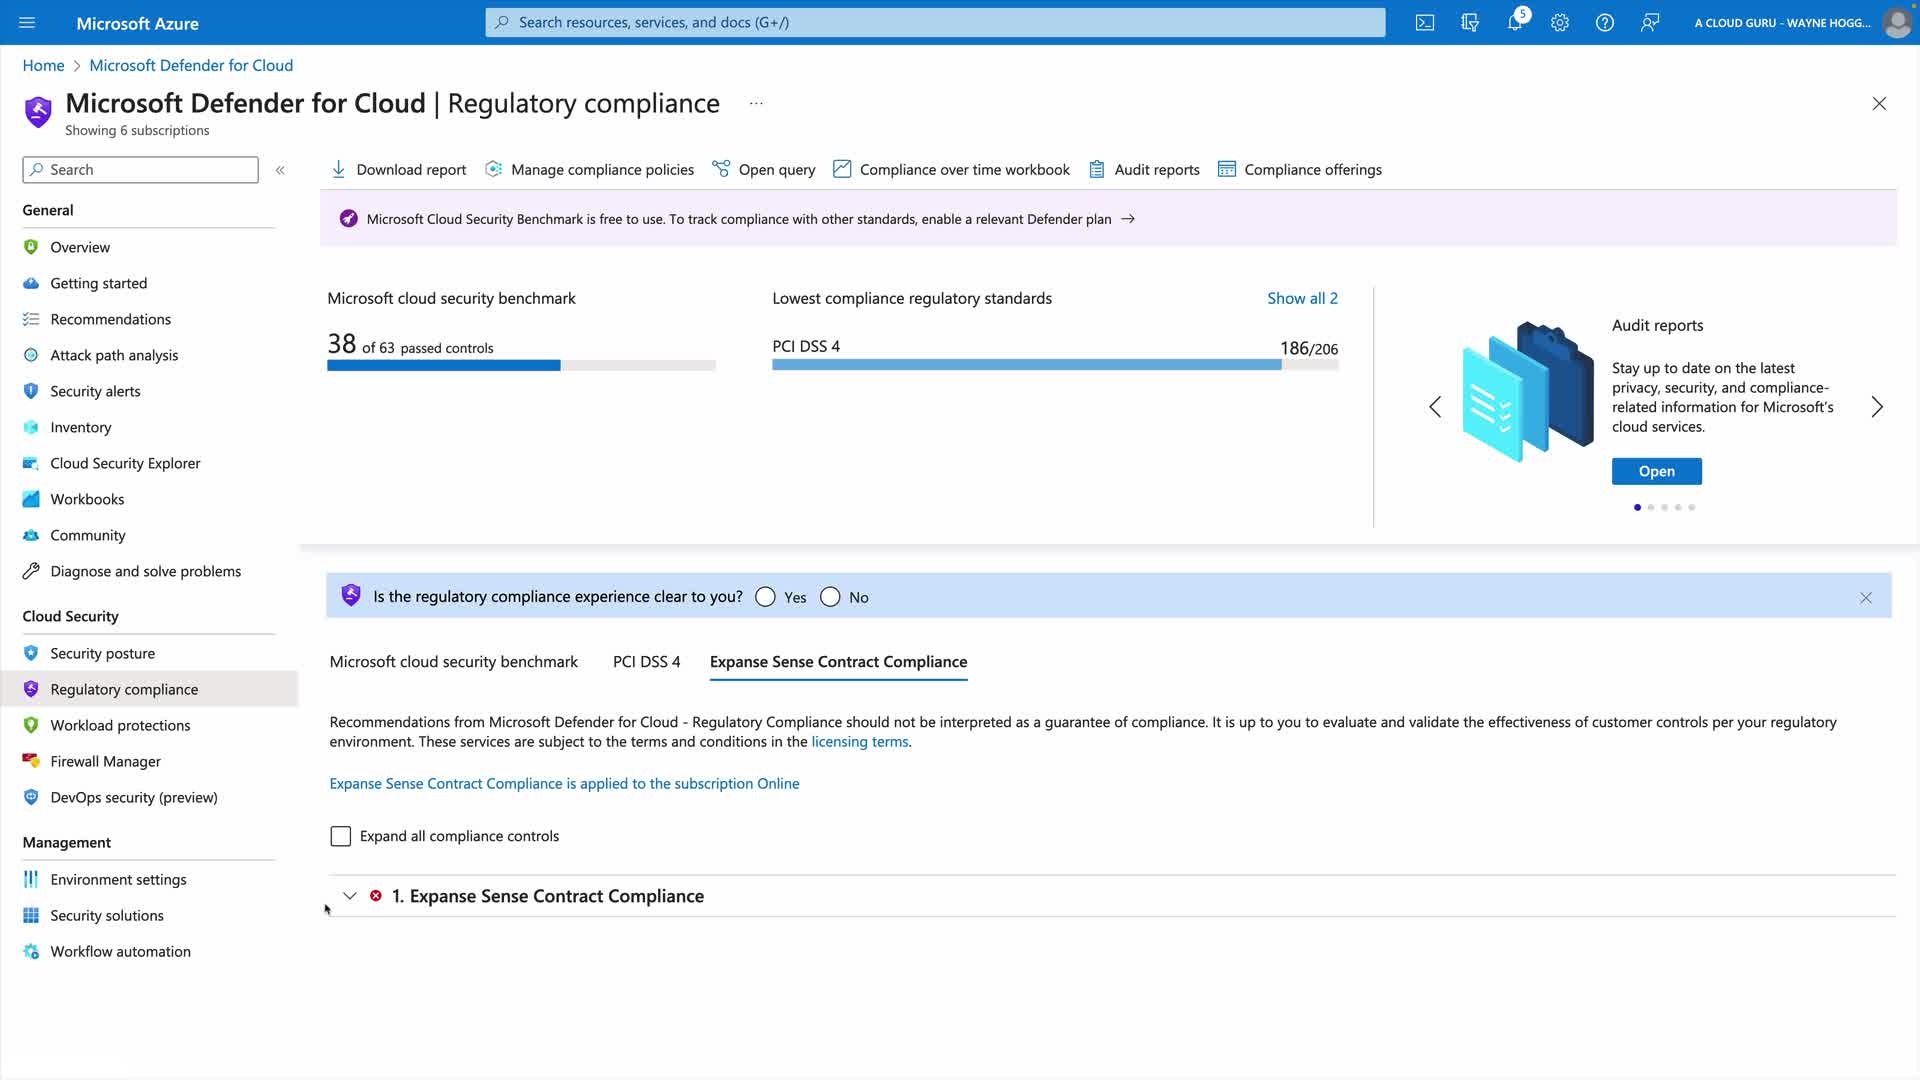 Microsoft Azure
Search resources, services, and docs (G+/)
5
A CLOUD GURU - WAYNE HOGG...
Home > Microsoft Defender for Cloud
Microsoft Defender for Cloud | Regulatory compliance ...
Showing 6 subscriptions
Search
«
Download report
Manage compliance policies
Open query
Compliance over time workbook
Audit reports
Compliance offerings
General
Overview
Getting started
Recommendations
Attack path analysis
Security alerts
Inventory
Cloud Security Explorer
Workbooks
Community
Diagnose and solve problems
Cloud Security
Security posture
Regulatory compliance
Workload protections
Firewall Manager
DevOps security (preview)
Management
Environment settings
Security solutions
Workflow automation
Microsoft Cloud Security Benchmark is free to use. To track compliance with other standards, enable a relevant Defender plan →
Microsoft cloud security benchmark
38 of 63 passed controls
Lowest compliance regulatory standards
Show all 2
PCI DSS 4
186/206
Audit reports
Stay up to date on the latest
privacy, security, and compliance-
related information for Microsoft's
cloud services.
Open
Is the regulatory compliance experience clear to you?
Yes
No
Microsoft cloud security benchmark
PCI DSS 4
Expanse Sense Contract Compliance
Recommendations from Microsoft Defender for Cloud - Regulatory Compliance should not be interpreted as a guarantee of compliance. It is up to you to evaluate and validate the effectiveness of customer controls per your regulatory
environment. These services are subject to the terms and conditions in the licensing terms.
Expanse Sense Contract Compliance is applied to the subscription Online
Expand all compliance controls
1. Expanse Sense Contract Compliance